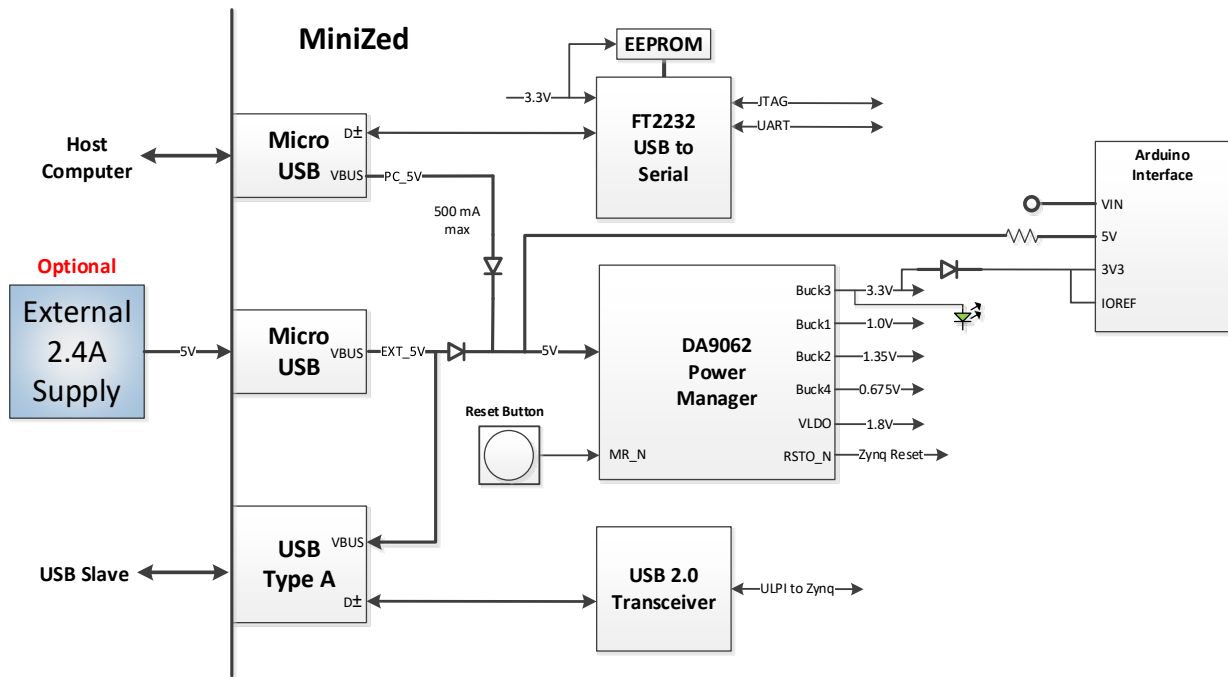 MiniZed
EEPROM
3.3V
FT2232
USB to
Serial
JTAG
UART
Host
Computer
Micro
USB
D±
VBUS
PC_5V
500 mA
max
Arduino
Interface
VIN
5V
3V3
IOREF
Optional
External
2.4A
Supply
5V
Micro
USB
VBUS
EXT_5V
5V
DA9062
Power
Manager
Buck3
3.3V
Buck1
1.0V
Buck2
1.35V
Buck4
0.675V
VLDO
1.8V
RSTO_N
Zynq Reset
MR_N
Reset Button
USB Slave
USB
Type A
VBUS
D±
USB 2.0
Transceiver
ULPI to Zynq